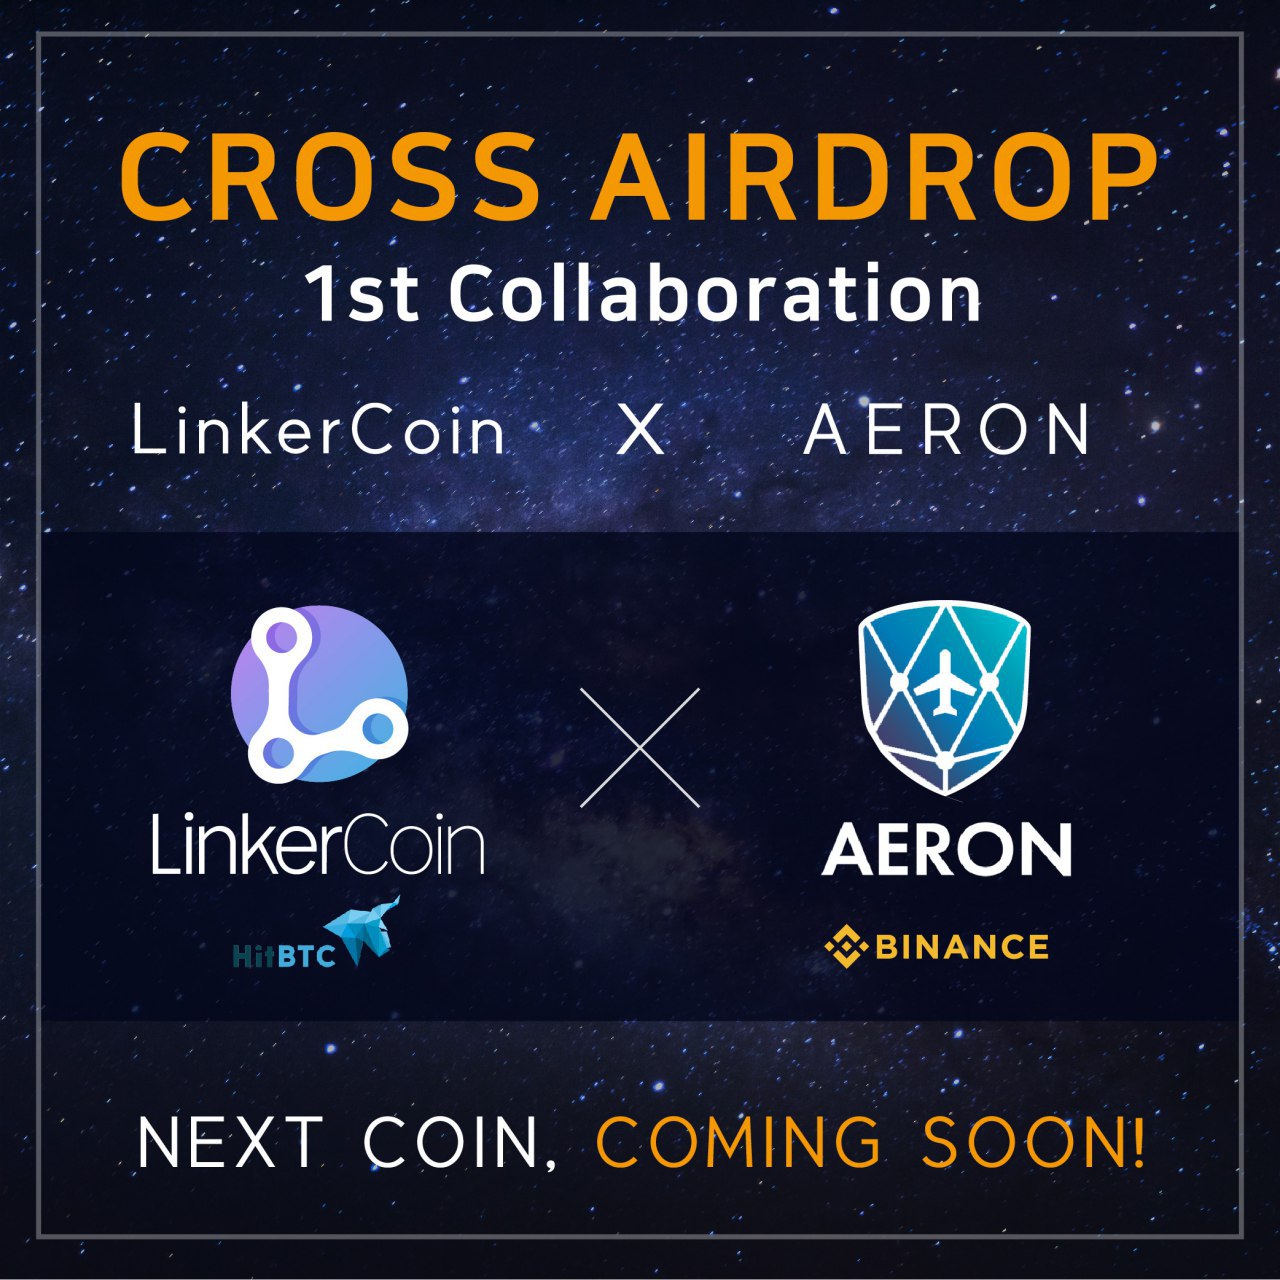 CROSS AIRDROP
1st Collaboration
LinkerCoin X AERON
LinkerCoin
AERON
HitBTC
BINANCE
NEXT COIN, COMING SOON!